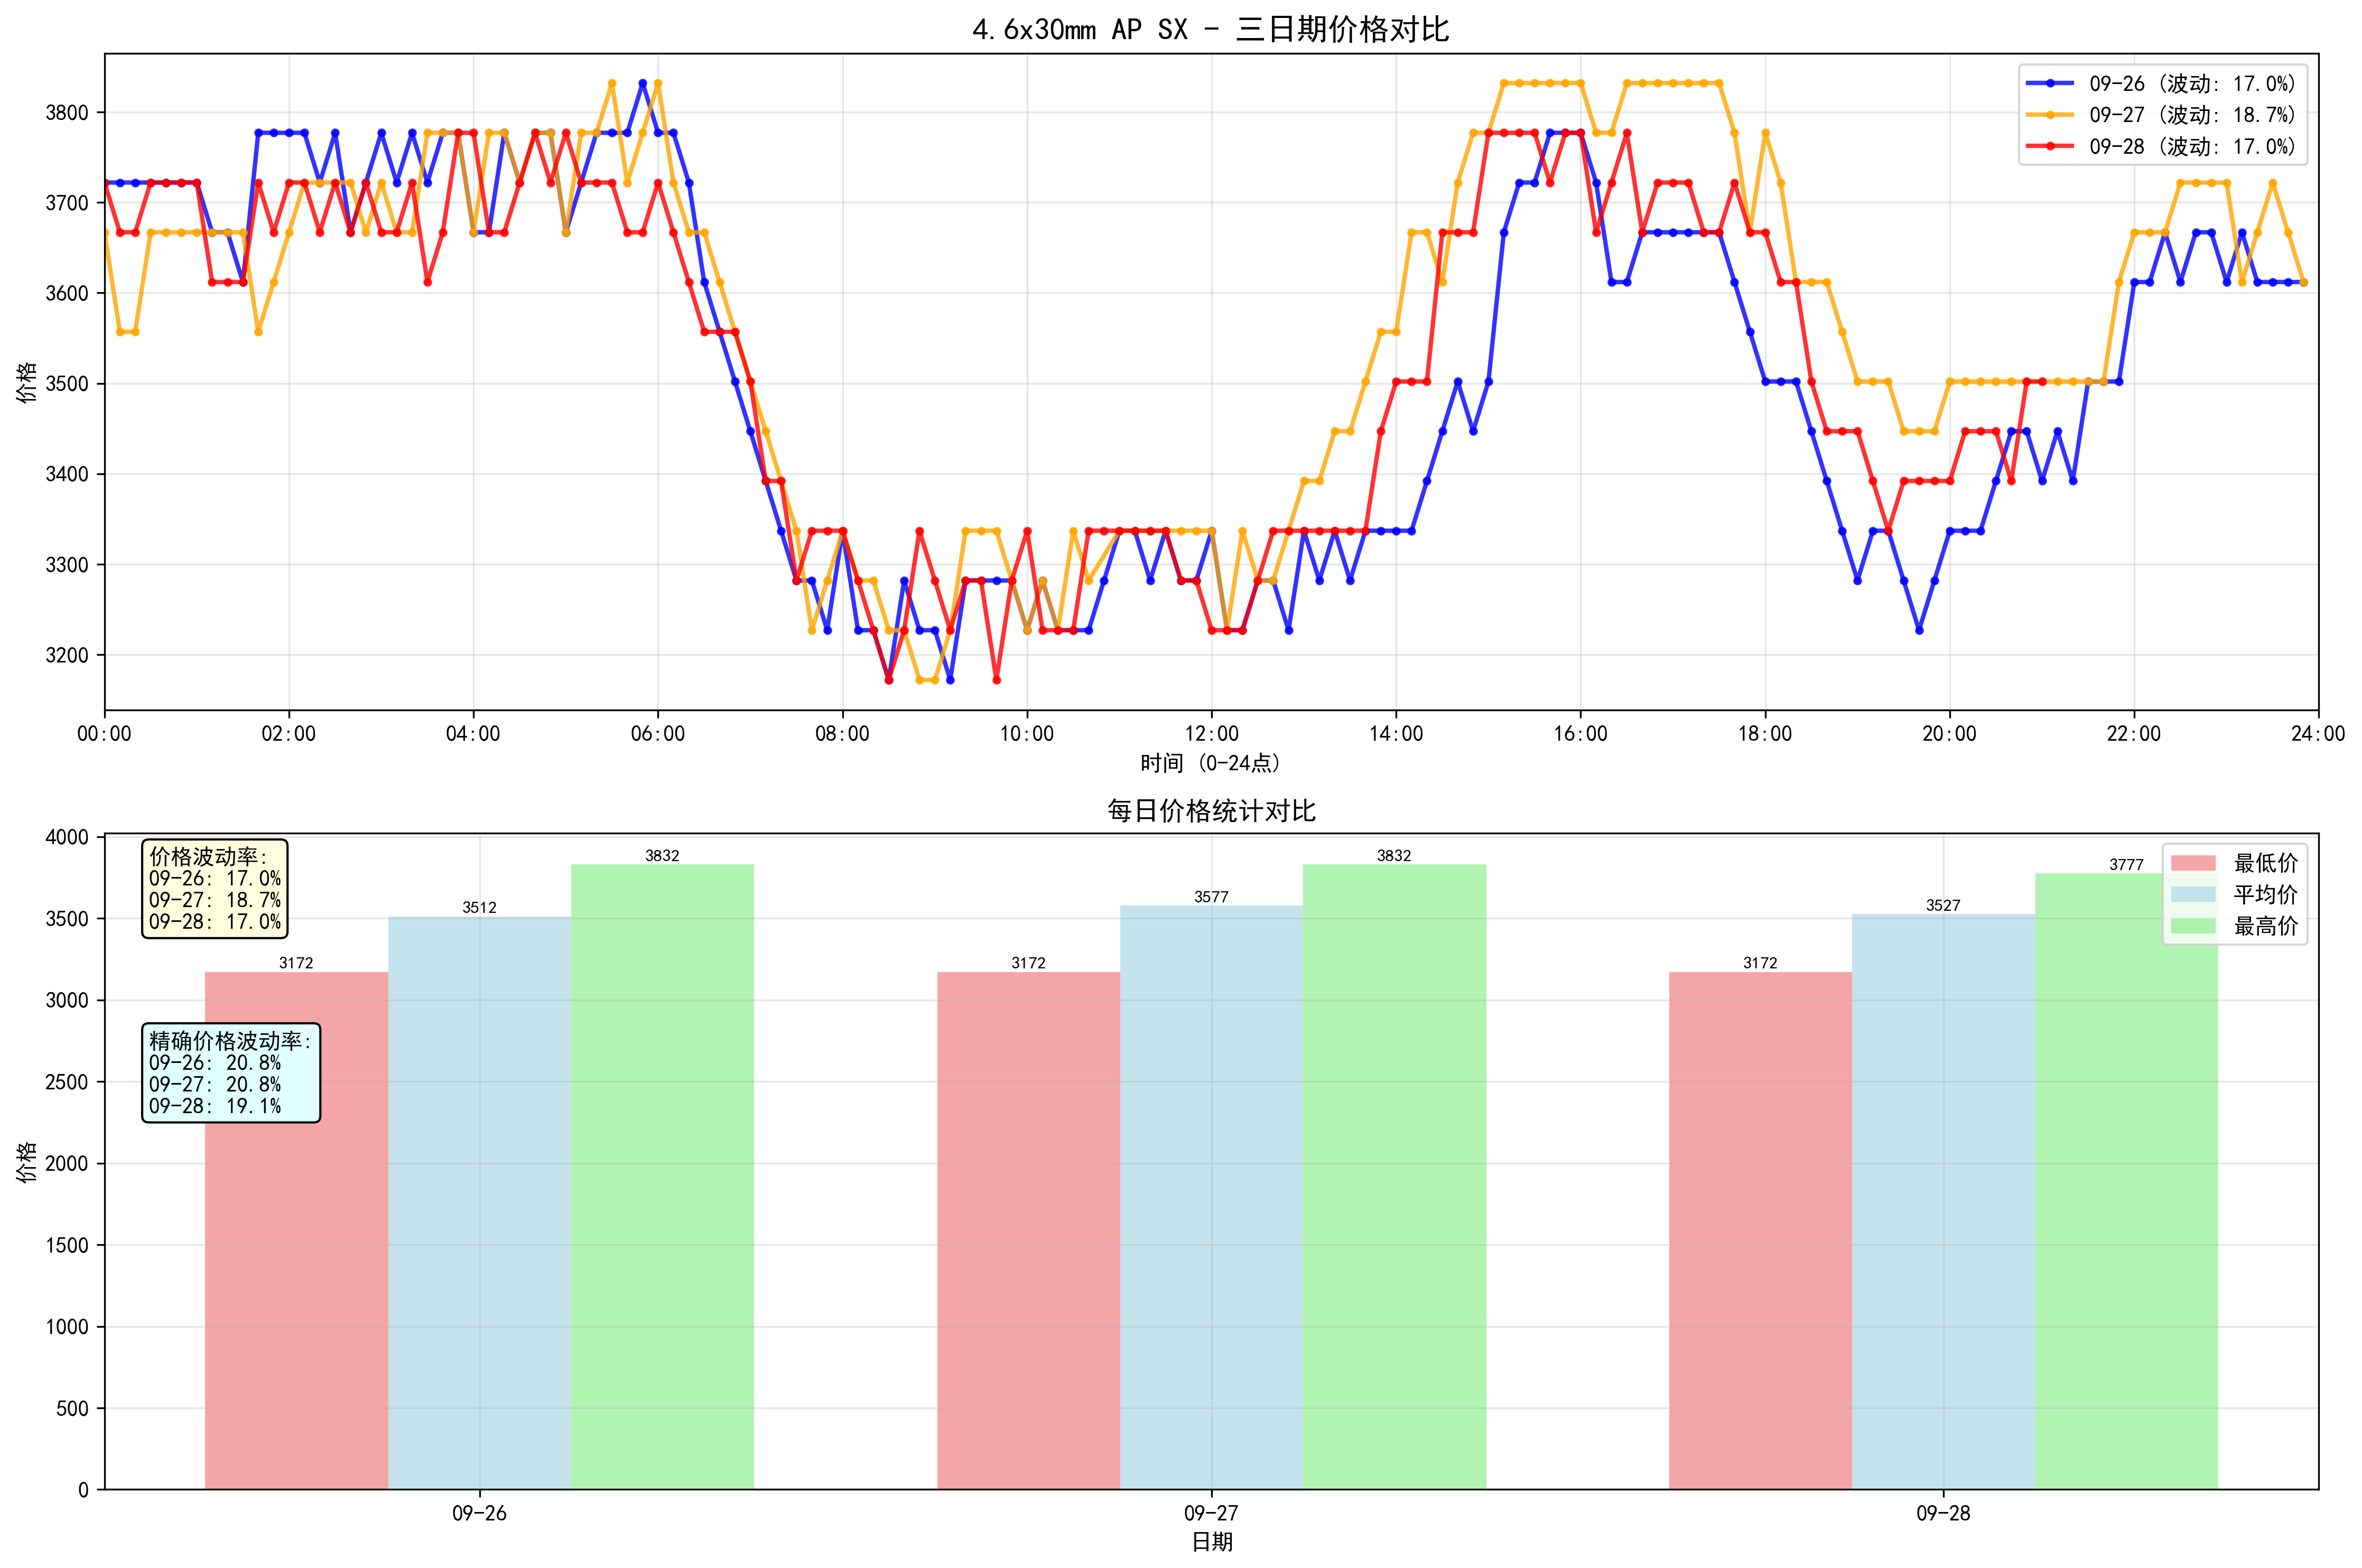 4.6x30mm AP SX - 三日期价格对比
09-26 (波动: 17.0%)
09-27 (波动: 18.7%)
09-28 (波动: 17.0%)
价格
3800
3700
3600
3500
3400
3300
3200
00:00 02:00 04:00 06:00 08:00 10:00 12:00 14:00 16:00 18:00 20:00 22:00 24:00
时间 (0-24点)
每日价格统计对比
价格波动率:
09-26: 17.0%
09-27: 18.7%
09-28: 17.0%
精确价格波动率:
09-26: 20.8%
09-27: 20.8%
09-28: 19.1%
最低价
平均价
最高价
3172 3512 3832 3172 3577 3832 3172 3527 3777
价格
4000
3500
3000
2500
2000
1500
1000
500
0
09-26 09-27 09-28
日期